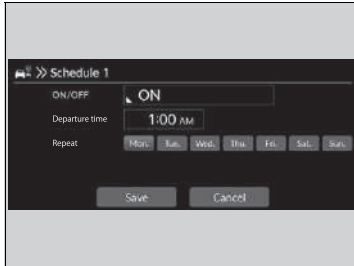 Schedule 1
ON/OFF ON
Departure time 1:00 AM
Repeat Mon. Tue. Wed. Thu. Fri. Sat. Sun.
Save Cancel